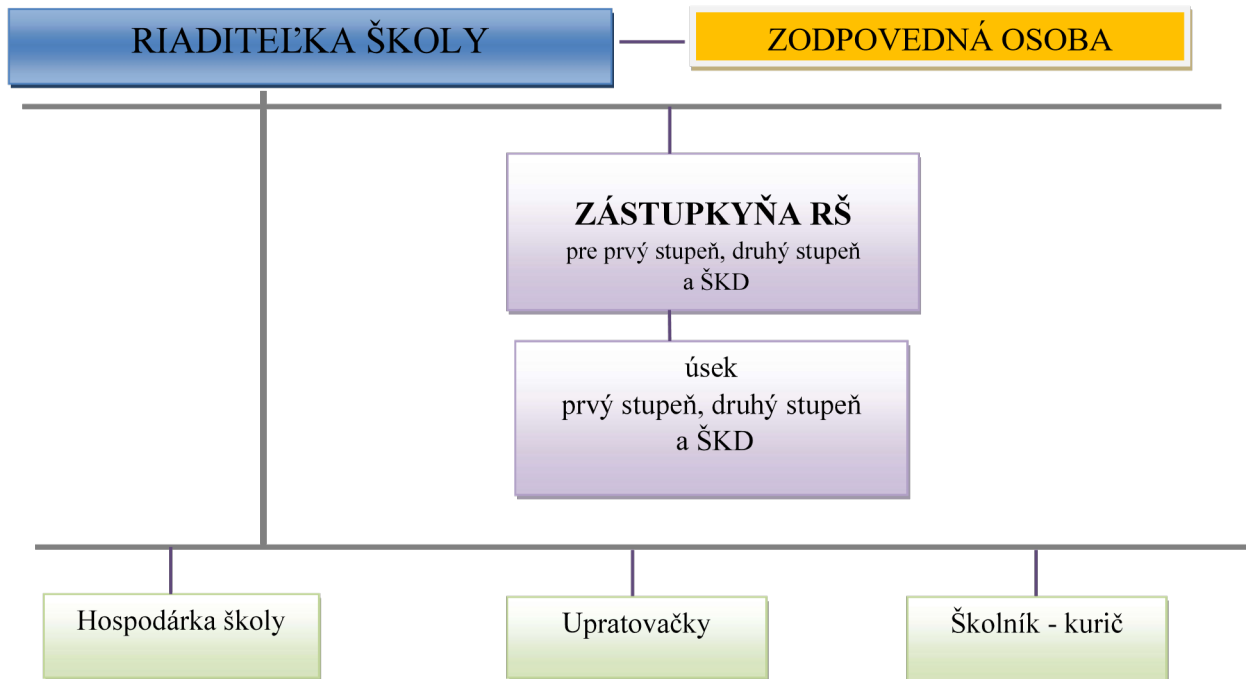 RIADITEĽKA ŠKOLY
ZODPOVEDNÁ OSOBA
ZÁSTUPKYŇA RŠ
pre prvý stupeň, druhý stupeň
a ŠKD
úsek
prvý stupeň, druhý stupeň
a ŠKD
Hospodárka školy
Upratovačky
Školník - kurič